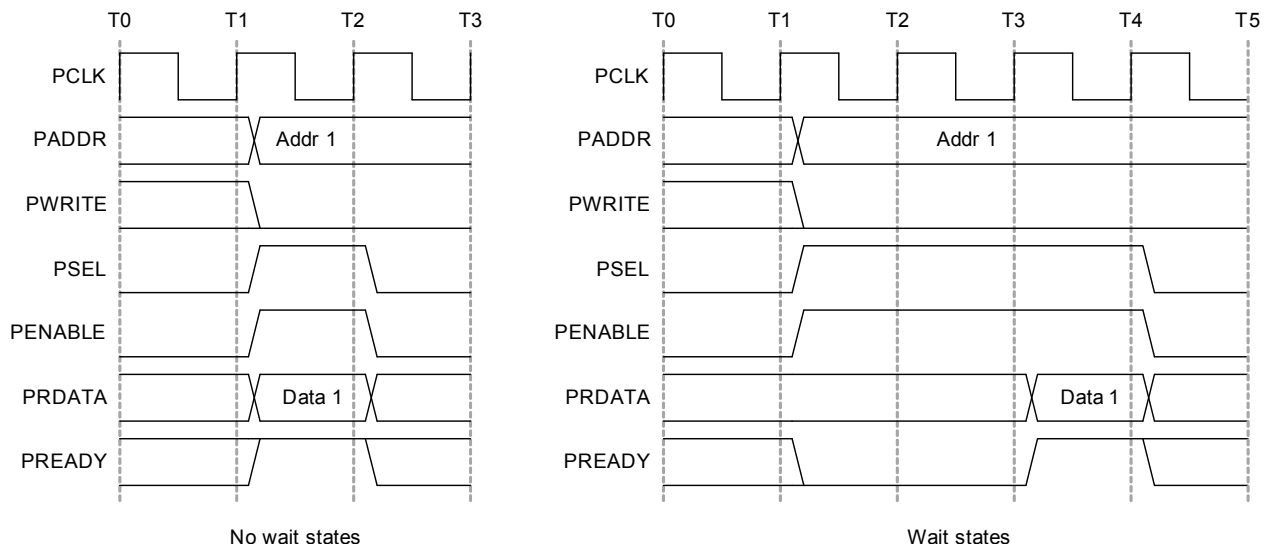 T0 T1 T2 T3
PCLK
PADDR Addr 1
PWRITE
PSEL
PENABLE
PRDATA Data 1
PREADY
No wait states
T0 T1 T2 T3 T4 T5
PCLK
PADDR Addr 1
PWRITE
PSEL
PENABLE
PRDATA Data 1
PREADY
Wait states